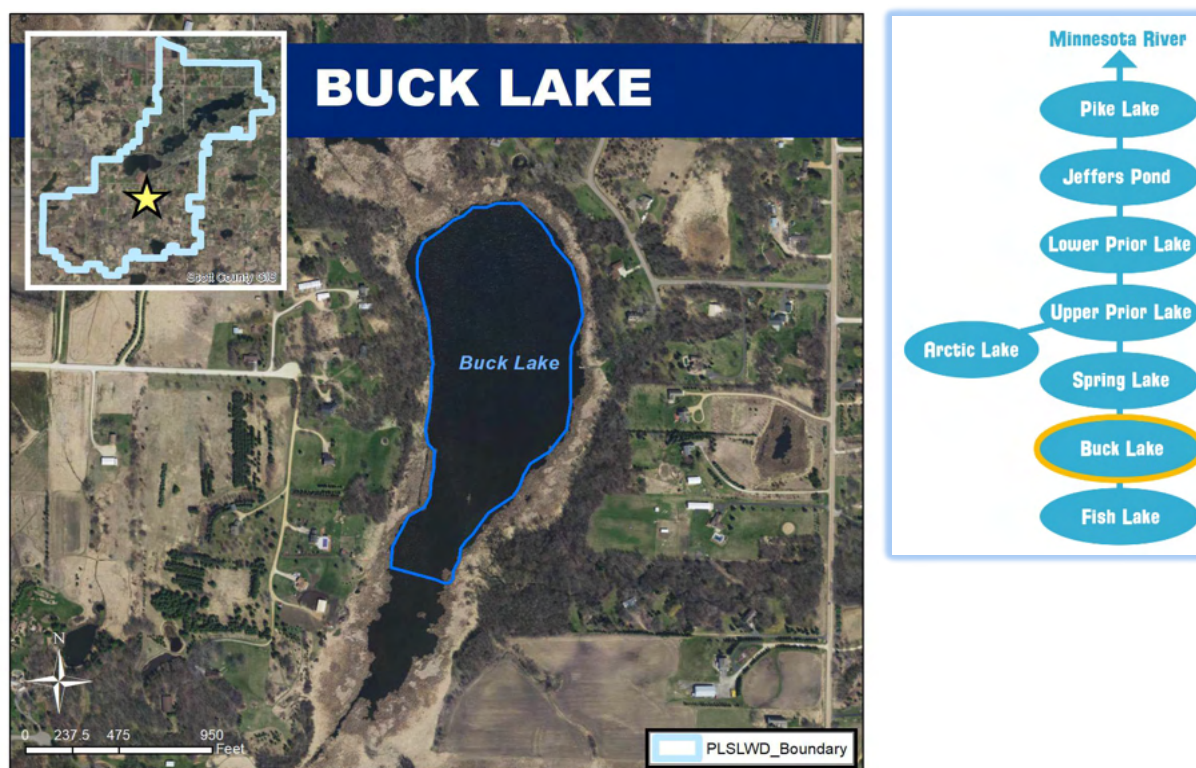 BUCK LAKE
Scott County GIS
Buck Lake
N
0 237.5 475 950
Feet
PLSLWD_Boundary
Minnesota River
Pike Lake
Jeffers Pond
Lower Prior Lake
Upper Prior Lake
Arctic Lake
Spring Lake
Buck Lake
Fish Lake